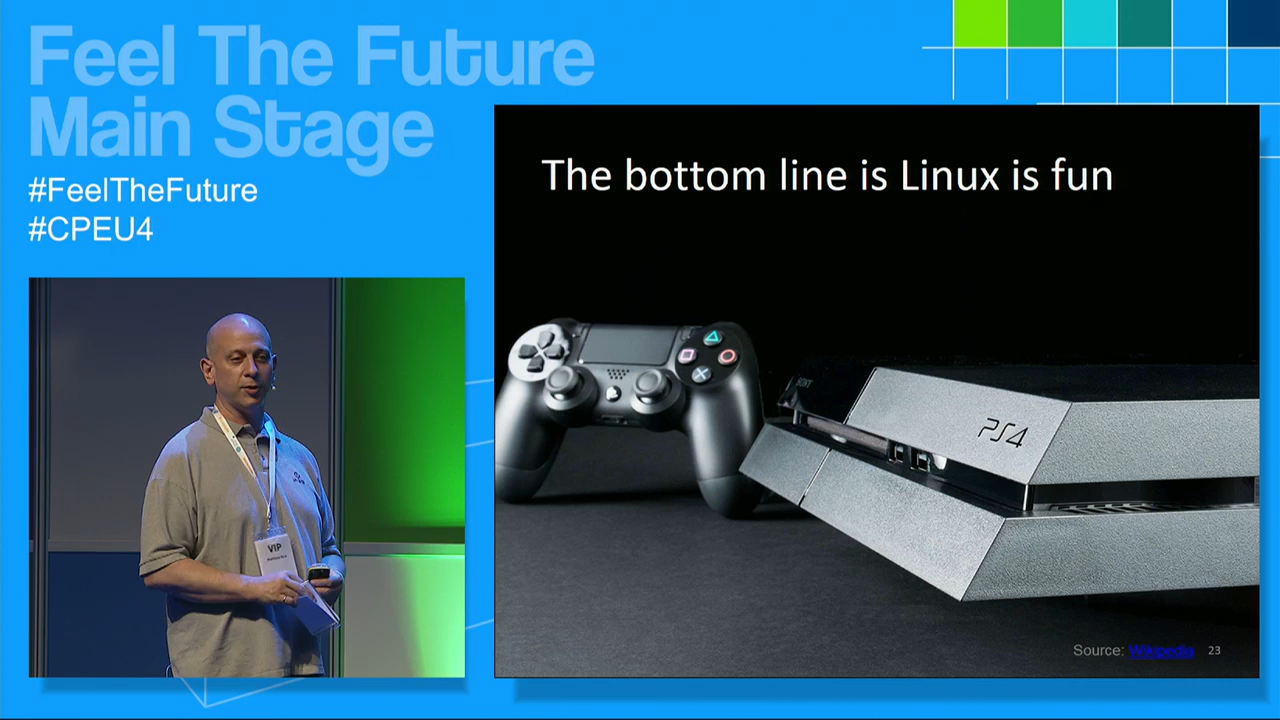 Feel The Future
Main Stage
#FeelTheFuture
#CPEU4
The bottom line is Linux is fun
SONY
PS4
VIP
Source: Wikipedia 23